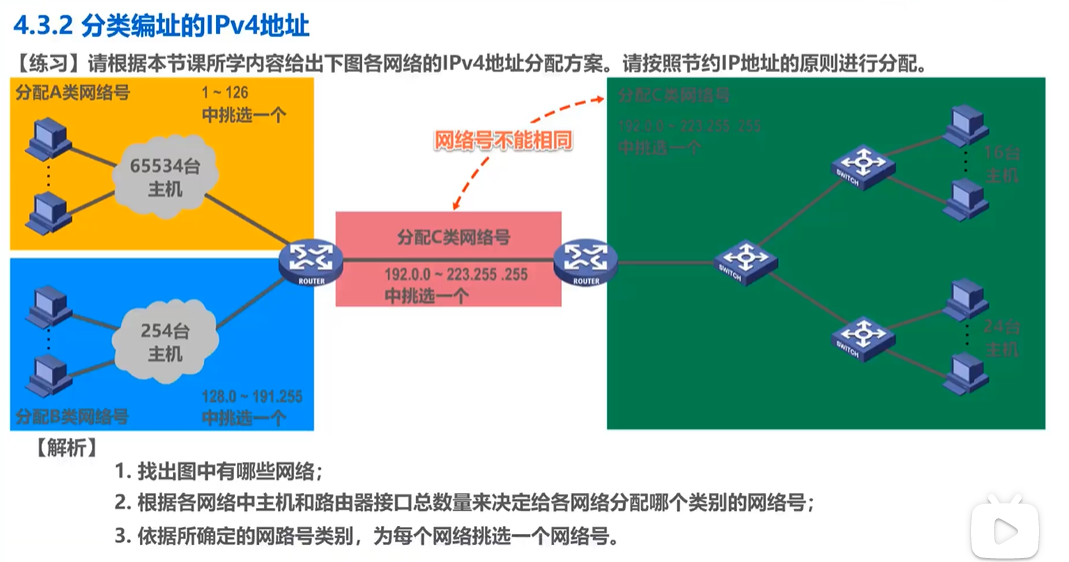 4.3.2 分类编址的IPv4地址
【练习】请根据本节课所学内容给出下图各网络的IPv4地址分配方案。请按照节约IP地址的原则进行分配。
分配A类网络号
1 ~ 126
中挑选一个
65534台
主机
网络号不能相同
分配C类网络号
192.0.0 ~ 223.255 .255
中挑选一个
SWITCH
16台
主机
分配C类网络号
192.0.0 ~ 223.255 .255
中挑选一个
ROUTER
ROUTER
SWITCH
254台
主机
SWITCH
24台
主机
128.0 ~ 191.255
中挑选一个
分配B类网络号
【解析】
1. 找出图中有哪些网络；
2. 根据各网络中主机和路由器接口总数量来决定给各网络分配哪个类别的网络号；
3. 依据所确定的网路号类别，为每个网络挑选一个网络号。